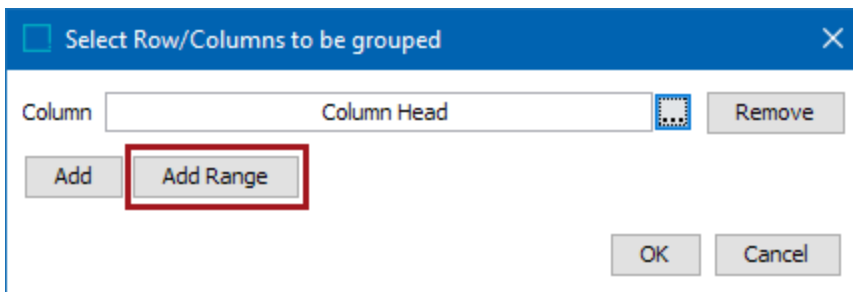 Select Row/Columns to be grouped
Column Column Head ... Remove
Add Add Range
OK Cancel